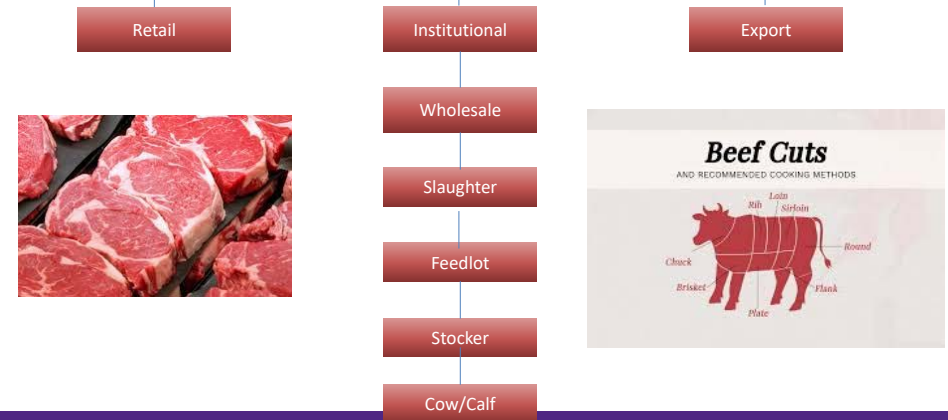 Retail
Institutional
Export
Wholesale
Slaughter
Feedlot
Stocker
Cow/Calf
Beef Cuts
AND RECOMMENDED COOKING METHODS
Loin
Rib
Sirloin
Round
Chuck
Brisket
Flank
Plate